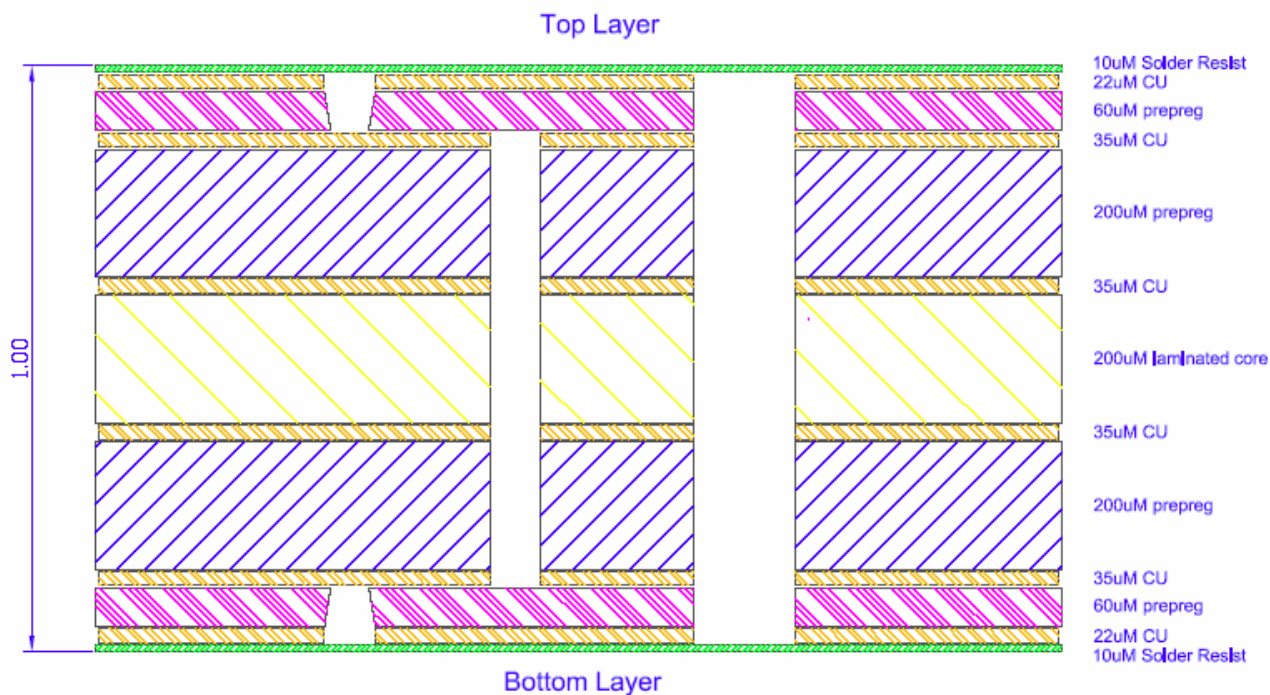 Top Layer
10uM Solder Resist
22uM CU
60uM prepreg
35uM CU
200uM prepreg
35uM CU
1.00
200uM laminated core
35uM CU
200uM prepreg
35uM CU
60uM prepreg
22uM CU
10uM Solder Resist
Bottom Layer